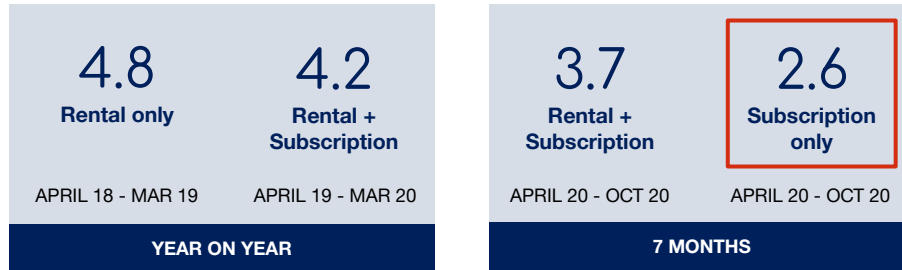 4.8
Rental only
APRIL 18 - MAR 19
4.2
Rental +
Subscription
APRIL 19 - MAR 20
YEAR ON YEAR
3.7
Rental +
Subscription
APRIL 20 - OCT 20
2.6
Subscription
only
APRIL 20 - OCT 20
7 MONTHS